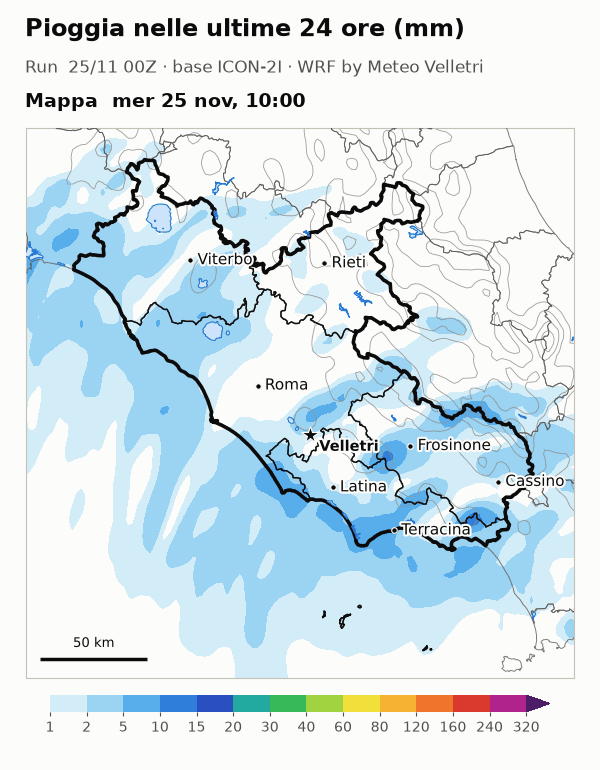 Pioggia nelle ultime 24 ore (mm)
Run  25/11 00Z · base ICON-2I · WRF by Meteo Velletri
Mappa  mer 25 nov, 10:00
Viterbo
Rieti
Roma
Velletri
Frosinone
Latina
Cassino
Terracina
50 km
1 2 5 10 15 20 30 40 60 80 120 160 240 320